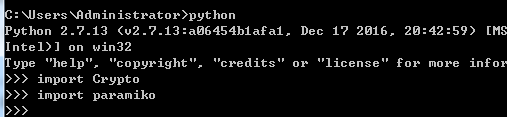 C:\Users\Administrator>python
Python 2.7.13 (v2.7.13:a06454b1afa1, Dec 17 2016, 20:42:59) [MS
Intel)] on win32
Type "help", "copyright", "credits" or "license" for more infor
>>> import Crypto
>>> import paramiko
>>>